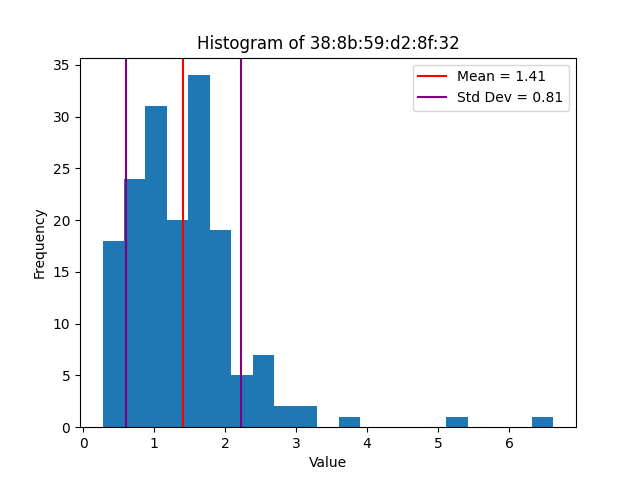 Histogram of 38:8b:59:d2:8f:32
Mean = 1.41
Std Dev = 0.81
35
30
25
20
15
10
5
0
Frequency
0 1 2 3 4 5 6
Value